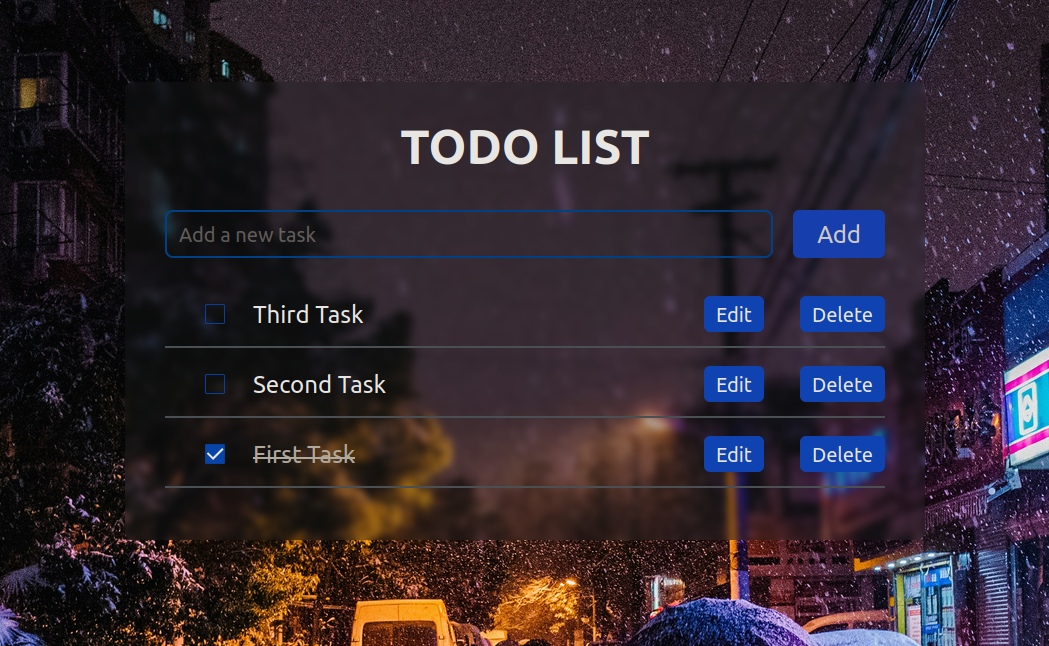 TODO LIST
Add a new task
Add
Third Task
Edit
Delete
Second Task
Edit
Delete
First Task
Edit
Delete